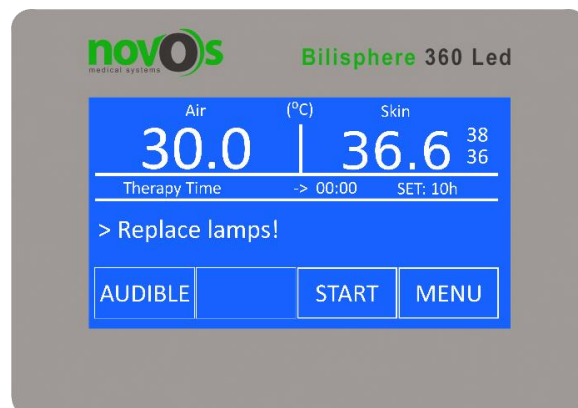 novOs
medical systems
Bilisphere 360 Led
Air (⁰C) Skin
30.0 36.6 38
36
Therapy Time -> 00:00 SET: 10h
> Replace lamps!
AUDIBLE START MENU